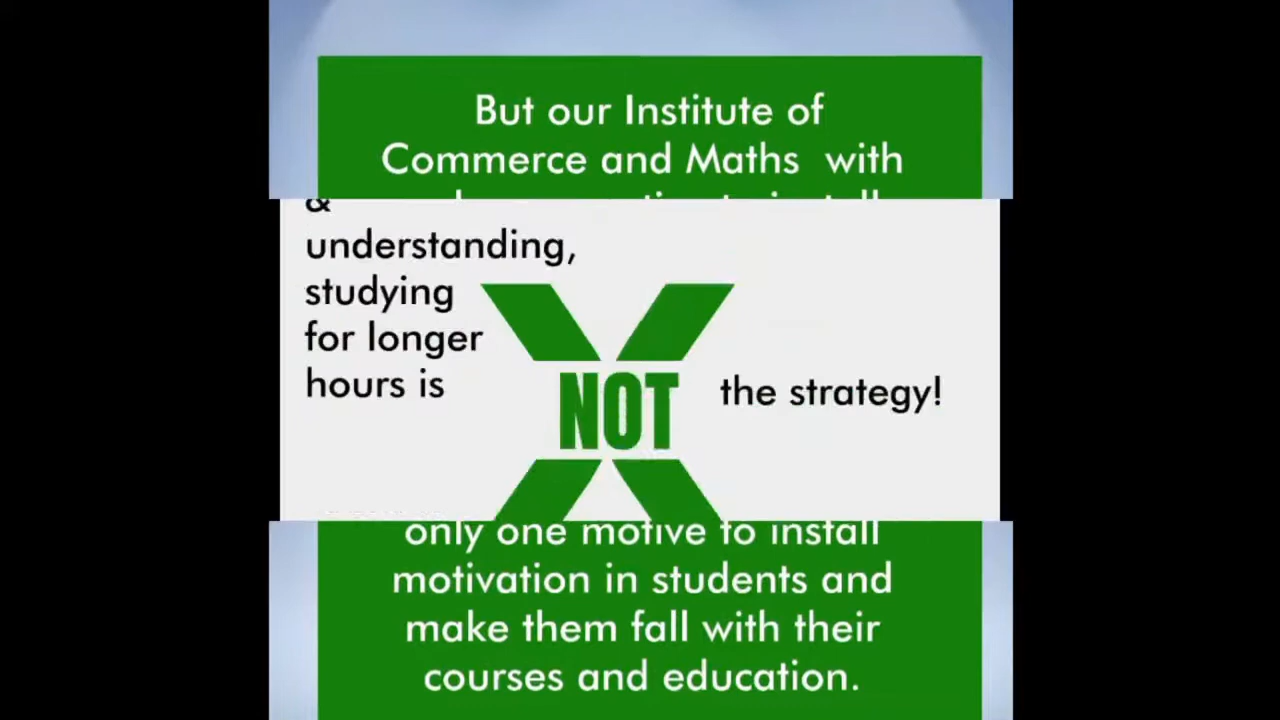 But our Institute of
Commerce and Maths with
&
understanding,
studying
for longer
hours is
NOT
the strategy!
only one motive to install
motivation in students and
make them fall with their
courses and education.